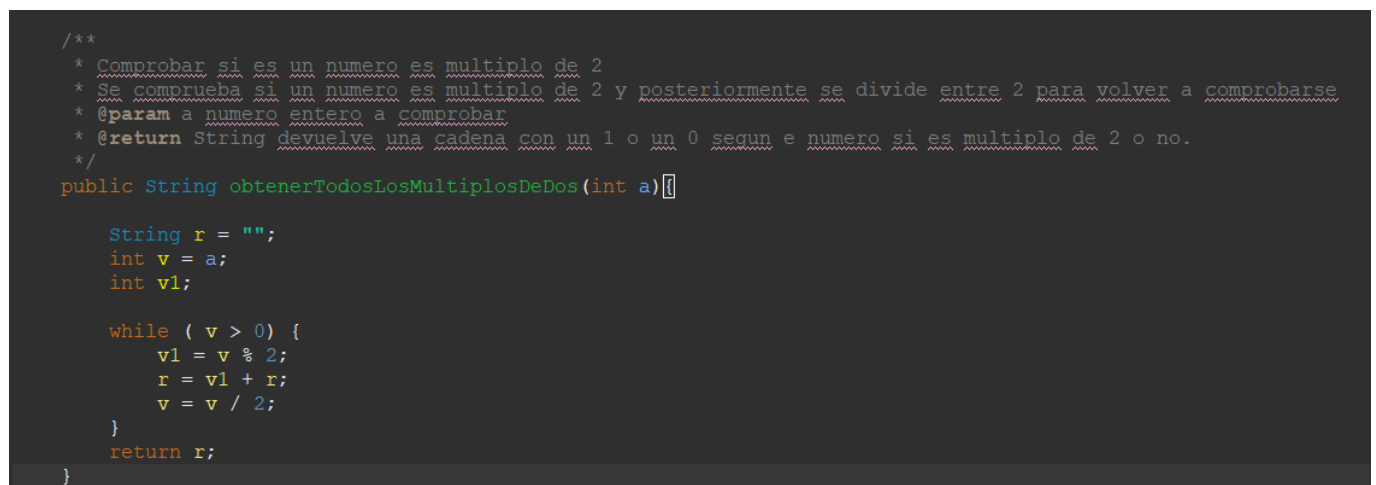 /**
 * Comprobar si es un numero es multiplo de 2
 * Se comprueba si un numero es multiplo de 2 y posteriormente se divide entre 2 para volver a comprobarse
 * @param a numero entero a comprobar
 * @return String devuelve una cadena con un 1 o un 0 segun e numero si es multiplo de 2 o no.
 */
public String obtenerTodosLosMultiplosDeDos(int a){
String r = "";
int v = a;
int v1;
while ( v > 0) {
v1 = v % 2;
r = v1 + r;
v = v / 2;
}
return r;
}